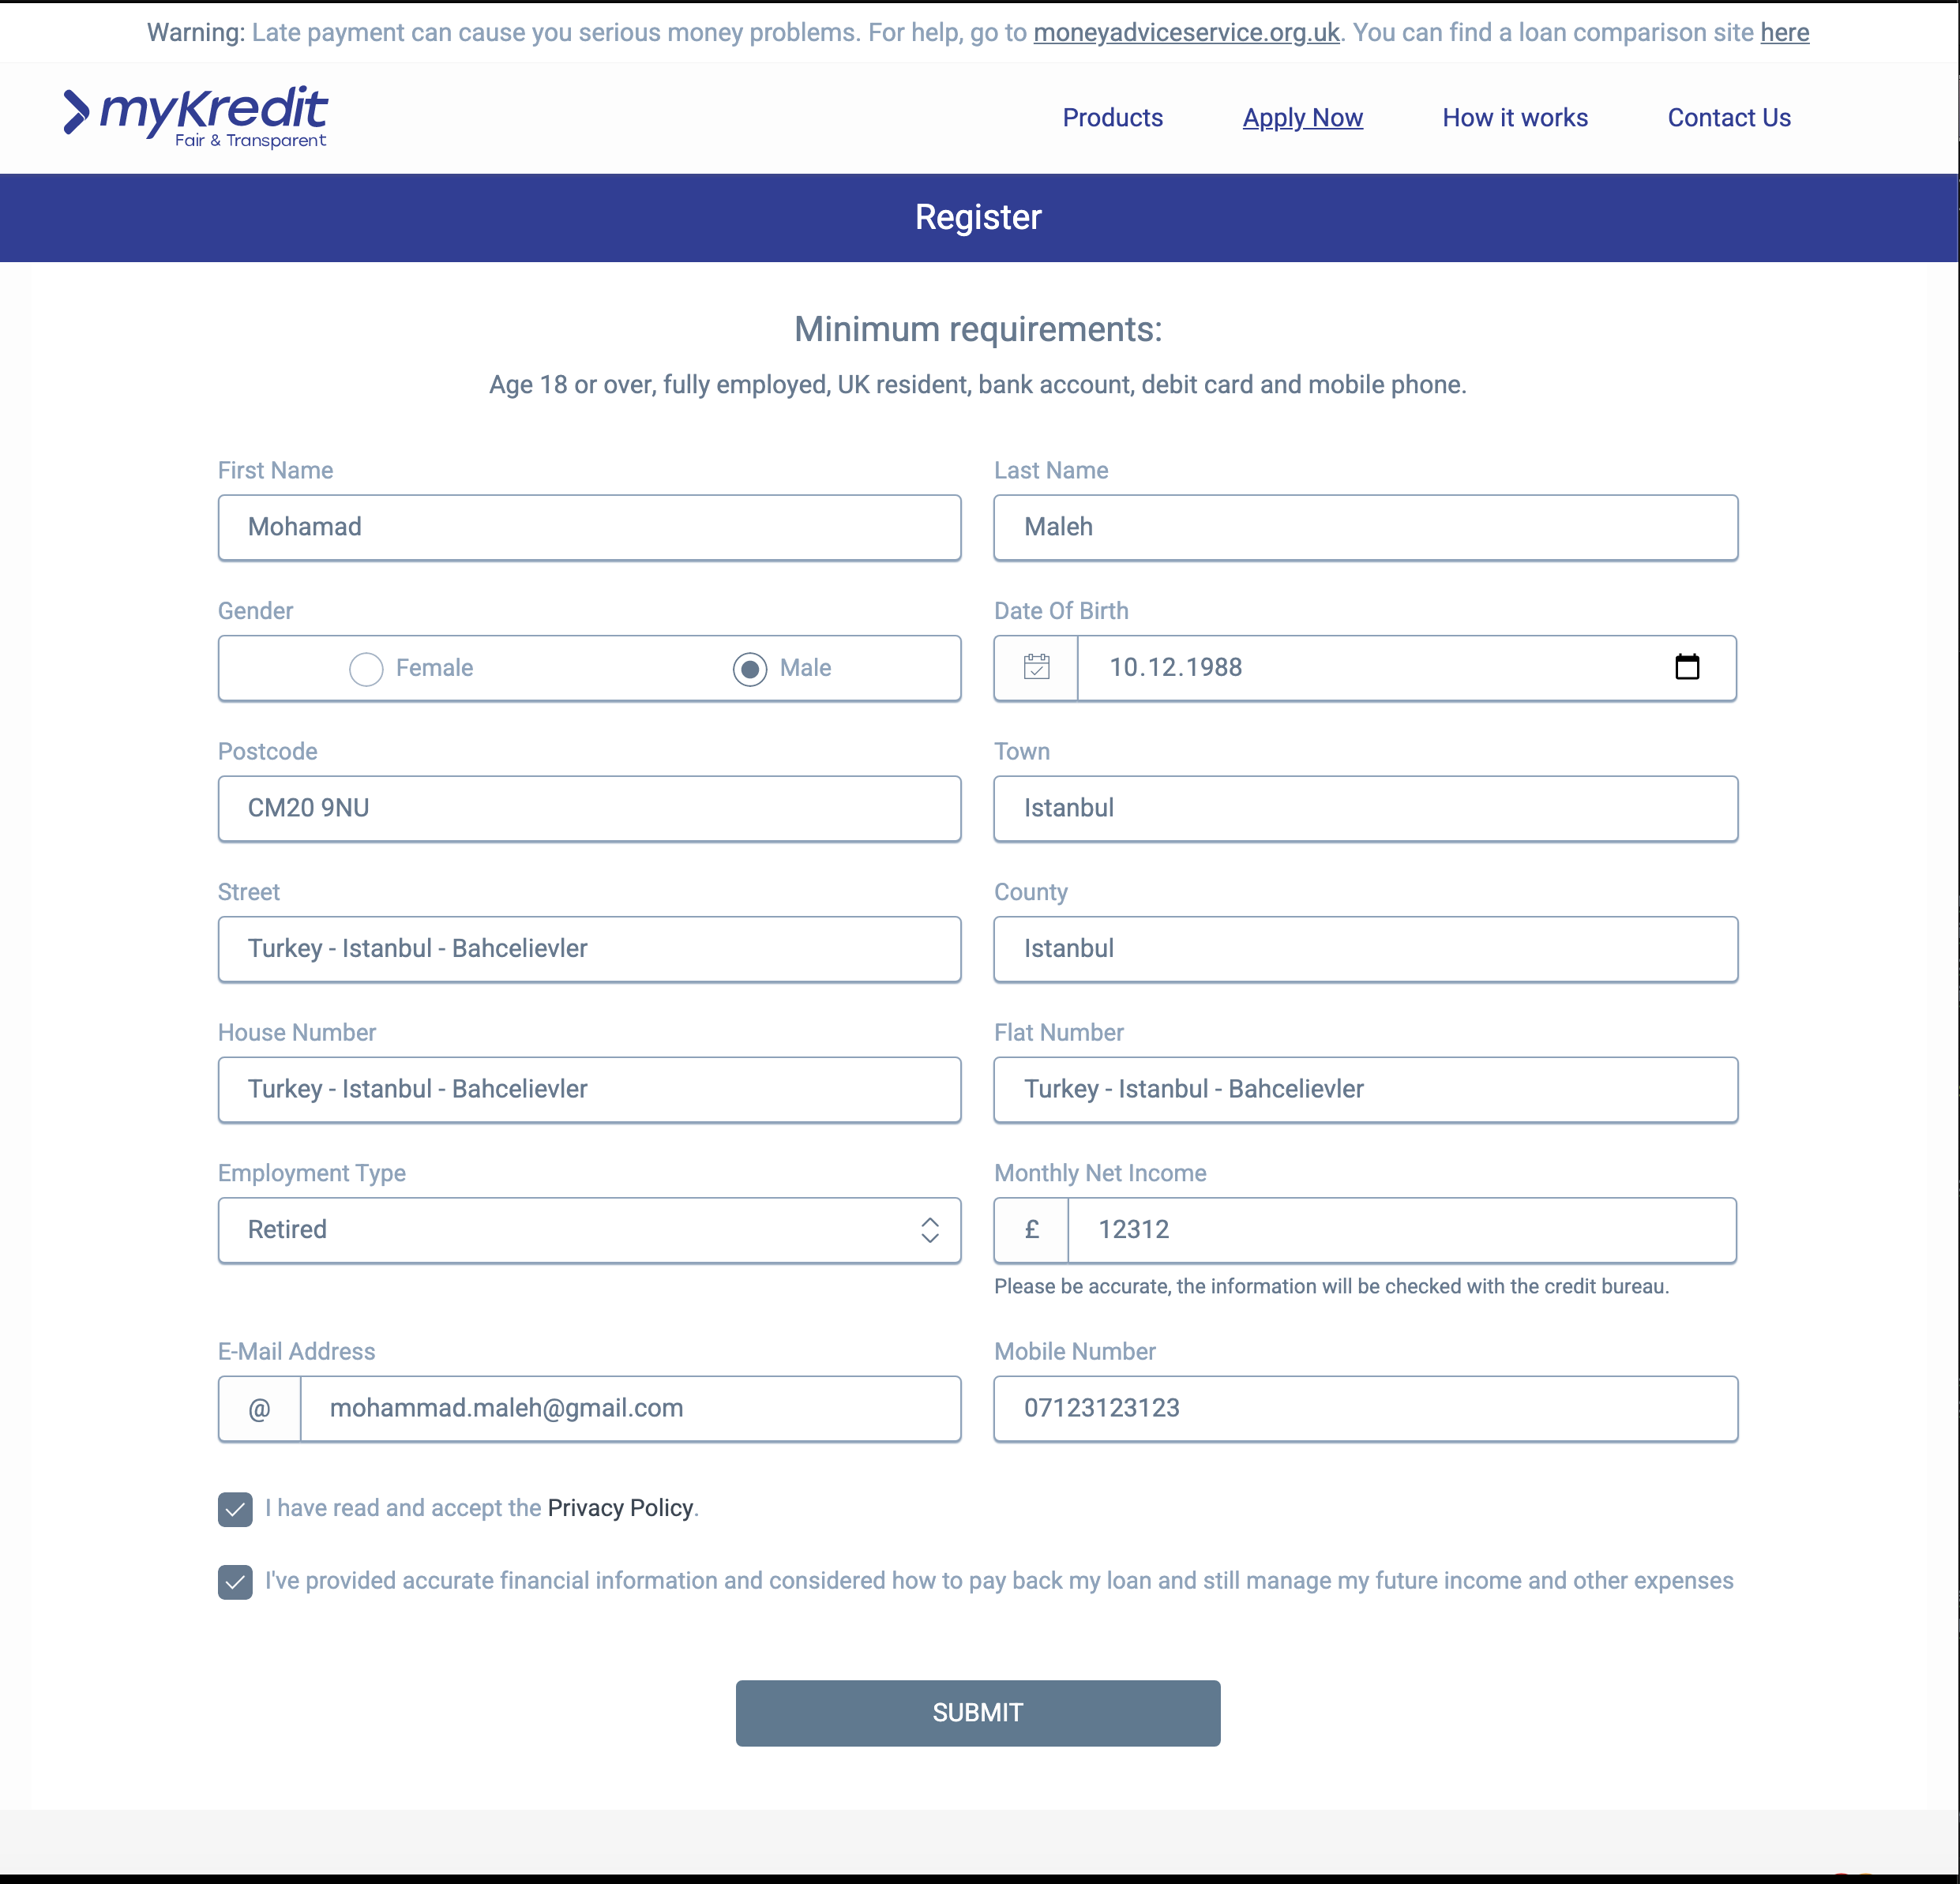 Warning: Late payment can cause you serious money problems. For help, go to moneyadviceservice.org.uk. You can find a loan comparison site here
myKredit
Fair & Transparent
Products
Apply Now
How it works
Contact Us
Register
Minimum requirements:
Age 18 or over, fully employed, UK resident, bank account, debit card and mobile phone.
First Name
Mohamad
Last Name
Maleh
Gender
Female
Male
Date Of Birth
10.12.1988
Postcode
CM20 9NU
Town
Istanbul
Street
Turkey - Istanbul - Bahcelievler
County
Istanbul
House Number
Turkey - Istanbul - Bahcelievler
Flat Number
Turkey - Istanbul - Bahcelievler
Employment Type
Retired
Monthly Net Income
£
12312
Please be accurate, the information will be checked with the credit bureau.
E-Mail Address
@
mohammad.maleh@gmail.com
Mobile Number
07123123123
I have read and accept the Privacy Policy.
I've provided accurate financial information and considered how to pay back my loan and still manage my future income and other expenses
SUBMIT